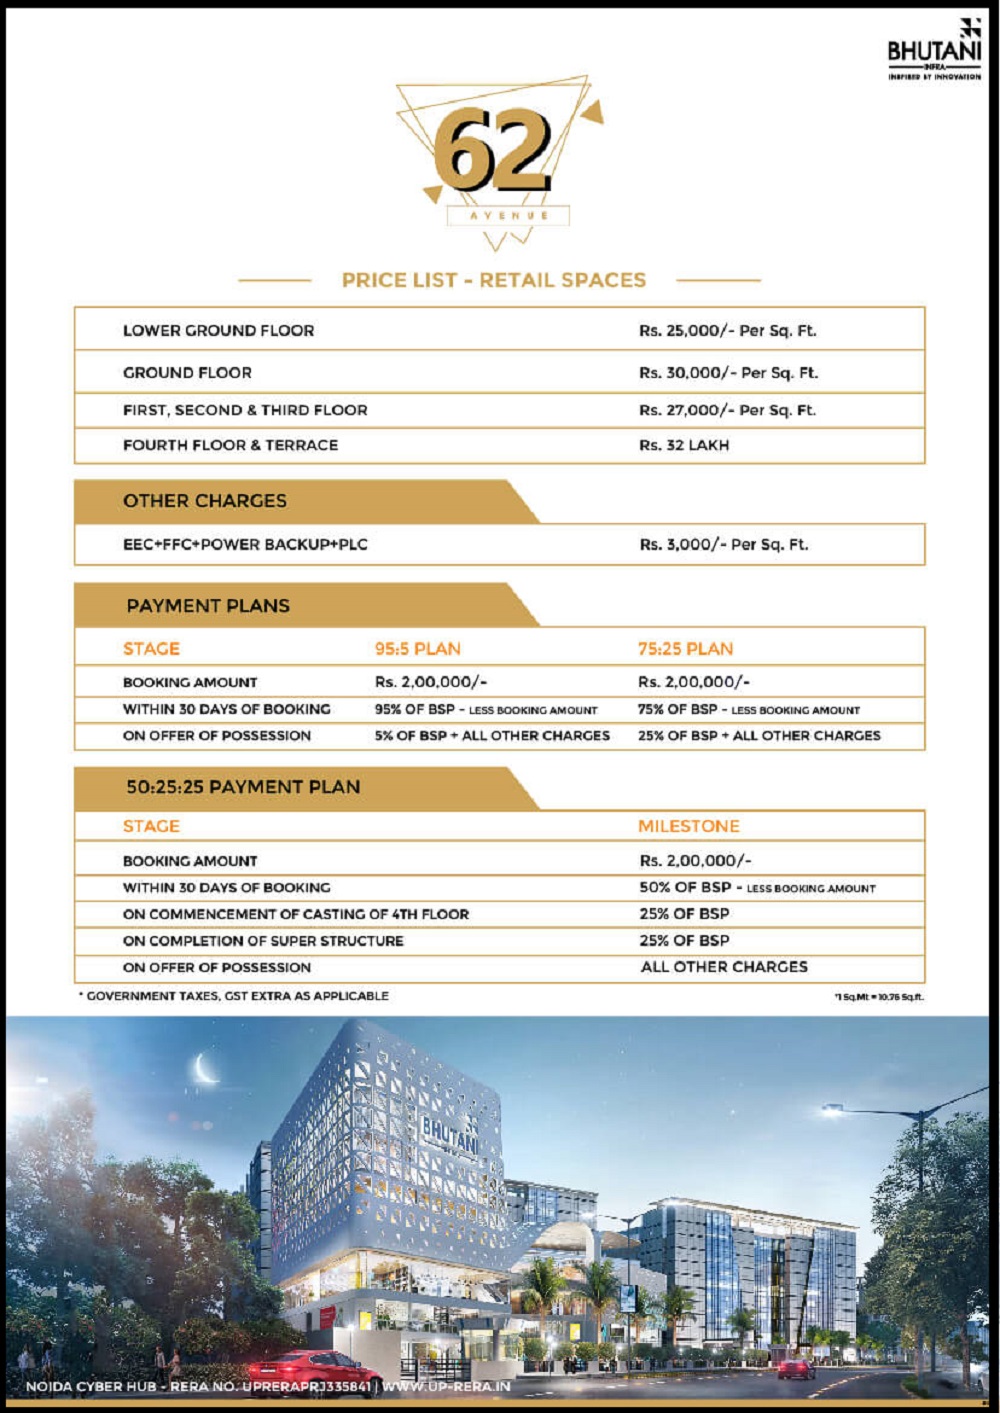 BHUTANI
INFRA
INSPIRED BY INNOVATION
62
AVENUE
PRICE LIST - RETAIL SPACES
LOWER GROUND FLOOR Rs. 25,000/- Per Sq. Ft.
GROUND FLOOR Rs. 30,000/- Per Sq. Ft.
FIRST, SECOND & THIRD FLOOR Rs. 27,000/- Per Sq. Ft.
FOURTH FLOOR & TERRACE Rs. 32 LAKH
OTHER CHARGES
EEC+FFC+POWER BACKUP+PLC Rs. 3,000/- Per Sq. Ft.
PAYMENT PLANS
STAGE 95:5 PLAN 75:25 PLAN
BOOKING AMOUNT Rs. 2,00,000/- Rs. 2,00,000/-
WITHIN 30 DAYS OF BOOKING 95% OF BSP - LESS BOOKING AMOUNT 75% OF BSP - LESS BOOKING AMOUNT
ON OFFER OF POSSESSION 5% OF BSP + ALL OTHER CHARGES 25% OF BSP + ALL OTHER CHARGES
50:25:25 PAYMENT PLAN
STAGE MILESTONE
BOOKING AMOUNT Rs. 2,00,000/-
WITHIN 30 DAYS OF BOOKING 50% OF BSP - LESS BOOKING AMOUNT
ON COMMENCEMENT OF CASTING OF 4TH FLOOR 25% OF BSP
ON COMPLETION OF SUPER STRUCTURE 25% OF BSP
ON OFFER OF POSSESSION ALL OTHER CHARGES
* GOVERNMENT TAXES, GST EXTRA AS APPLICABLE *1 Sq.Mt = 10.76 Sq.ft.
BHUTANI
NOIDA CYBER HUB - RERA NO. UPRERAPRJ335841 | WWW.UP-RERA.IN